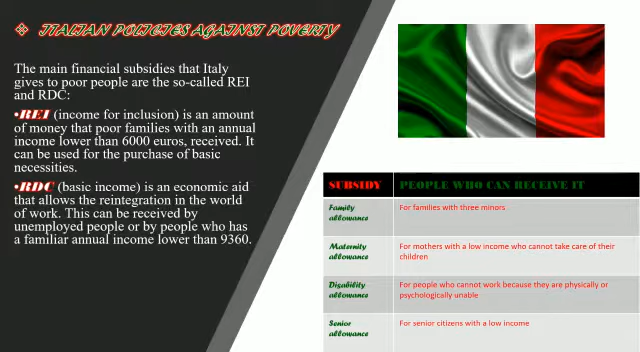 ❖ ITALIAN POLICIES AGAINST POVERTY
The main financial subsidies that Italy
gives to poor people are the so-called REI
and RDC:
•REI (income for inclusion) is an amount
of money that poor families with an annual
income lower than 6000 euros, received. It
can be used for the purchase of basic
necessities.
•RDC (basic income) is an economic aid
that allows the reintegration in the world
of work. This can be received by
unemployed people or by people who has
a familiar annual income lower than 9360.
SUBSIDY PEOPLE WHO CAN RECEIVE IT
Family
allowance
For families with three minors
Maternity
allowance
For mothers with a low income who cannot take care of their
children
Disability
allowance
For people who cannot work because they are physically or
psychologically unable
Senior
allowance
For senior citizens with a low income